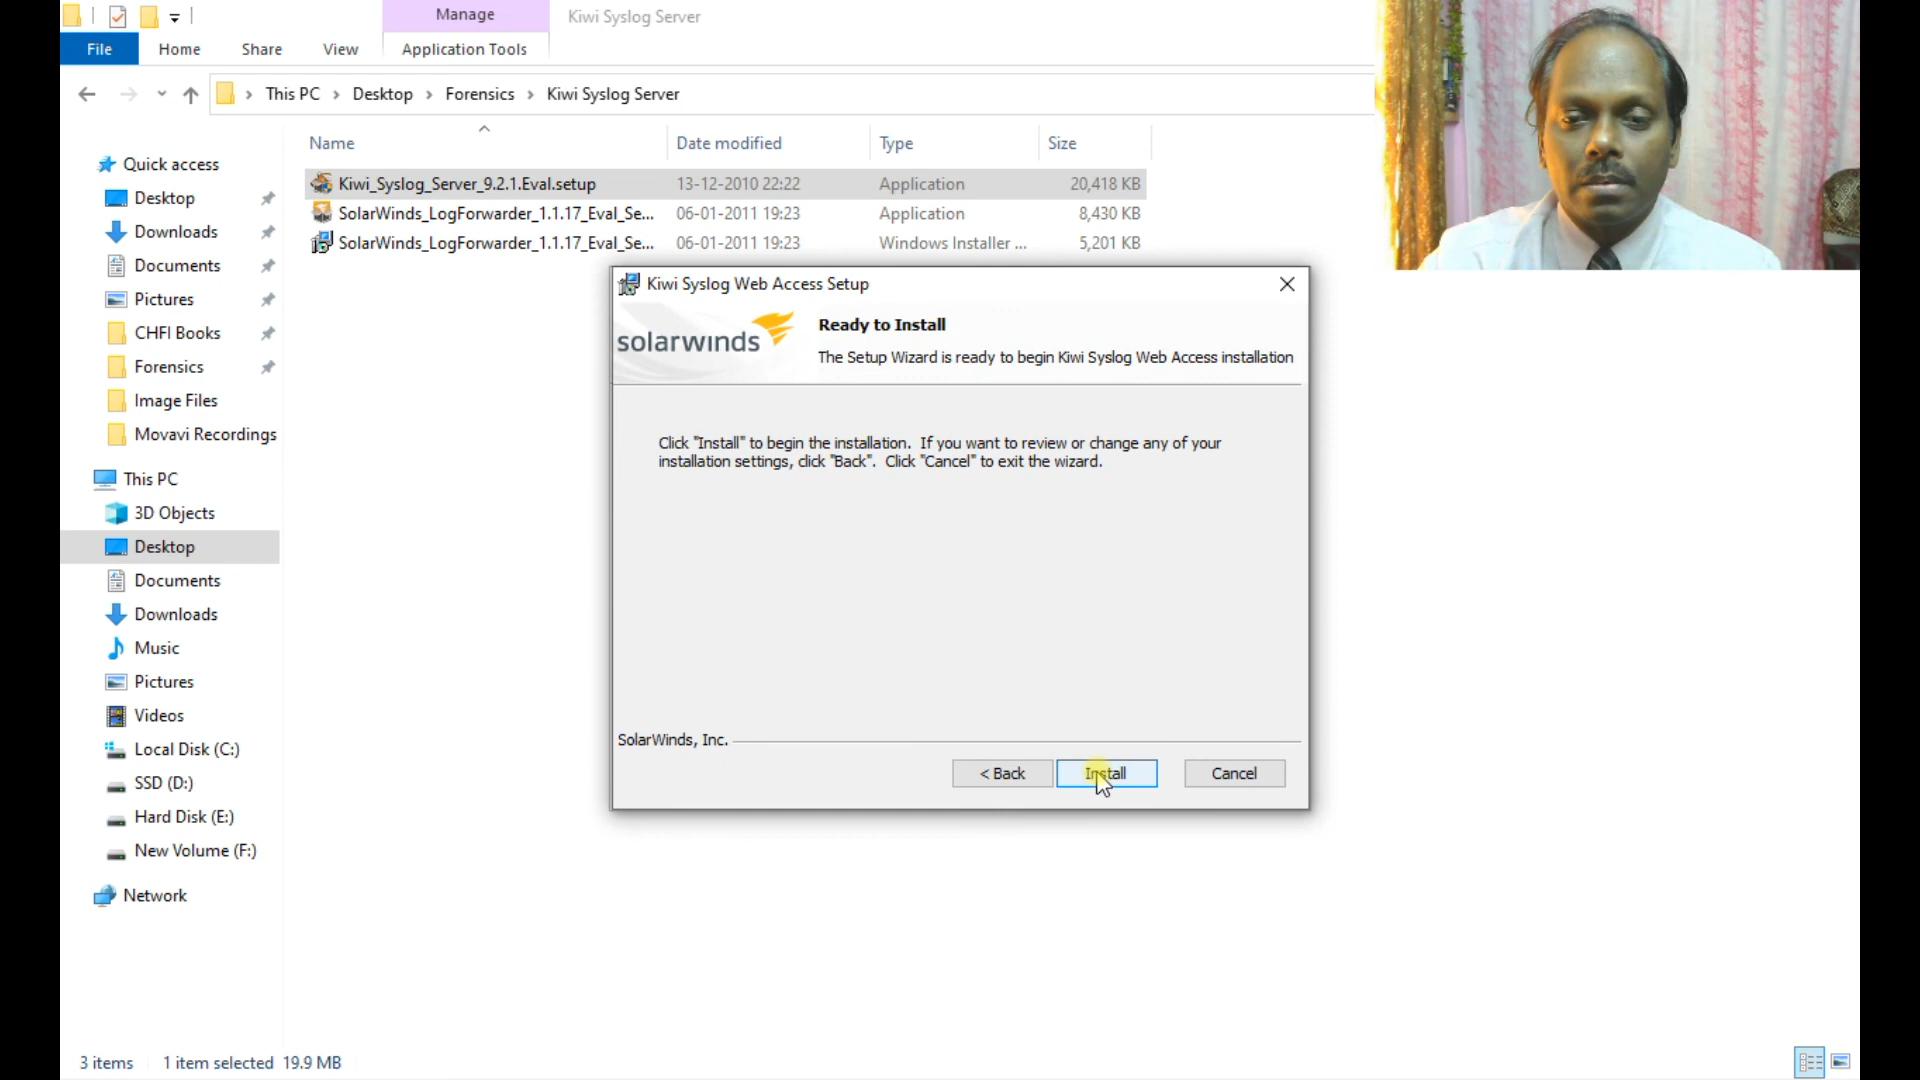 Manage
Kiwi Syslog Server
File
Home
Share
View
Application Tools
This PC
Desktop
Forensics
Kiwi Syslog Server
Name
Date modified
Type
Size
Quick access
Desktop
Downloads
Documents
Pictures
CHFI Books
Forensics
Image Files
Movavi Recordings
This PC
3D Objects
Desktop
Documents
Downloads
Music
Pictures
Videos
Local Disk (C:)
SSD (D:)
Hard Disk (E:)
New Volume (F:)
Network
Kiwi_Syslog_Server_9.2.1.Eval.setup 13-12-2010 22:22 Application 20,418 KB
SolarWinds_LogForwarder_1.1.17_Eval_Se... 06-01-2011 19:23 Application 8,430 KB
SolarWinds_LogForwarder_1.1.17_Eval_Se... 06-01-2011 19:23 Windows Installer ... 5,201 KB
Kiwi Syslog Web Access Setup
solarwinds
Ready to Install
The Setup Wizard is ready to begin Kiwi Syslog Web Access installation
Click "Install" to begin the installation. If you want to review or change any of your
installation settings, click "Back". Click "Cancel" to exit the wizard.
SolarWinds, Inc.
< Back
Install
Cancel
3 items
1 item selected 19.9 MB